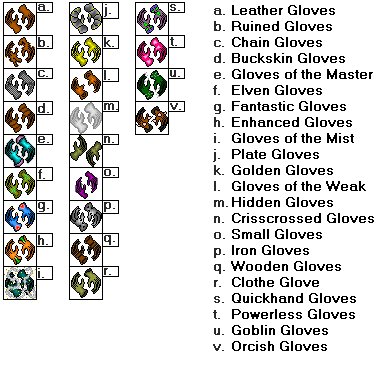 a.
b.
c.
d.
e.
f.
g.
h.
i.
j.
k.
l.
m.
n.
o.
p.
q.
r.
s.
t.
u.
v.
a. Leather Gloves
b. Ruined Gloves
c. Chain Gloves
d. Buckskin Gloves
e. Gloves of the Master
f. Elven Gloves
g. Fantastic Gloves
h. Enhanced Gloves
i. Gloves of the Mist
j. Plate Gloves
k. Golden Gloves
l. Gloves of the Weak
m. Hidden Gloves
n. Crisscrossed Gloves
o. Small Gloves
p. Iron Gloves
q. Wooden Gloves
r. Clothe Glove
s. Quickhand Gloves
t. Powerless Gloves
u. Goblin Gloves
v. Orcish Gloves